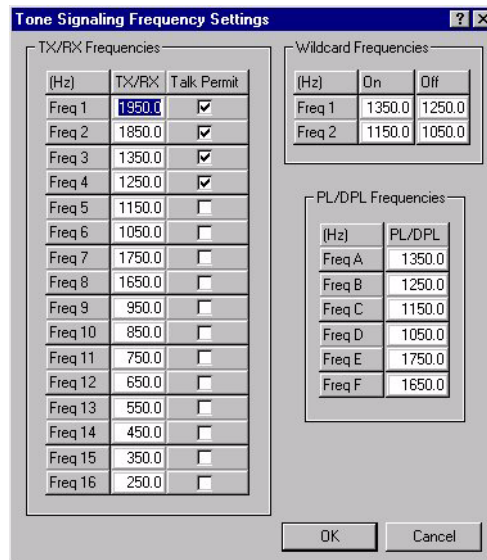 Tone Signaling Frequency Settings
TX/RX Frequencies
(Hz) TX/RX Talk Permit
Freq 1 1950.0
Freq 2 1850.0
Freq 3 1350.0
Freq 4 1250.0
Freq 5 1150.0
Freq 6 1050.0
Freq 7 1750.0
Freq 8 1650.0
Freq 9 950.0
Freq 10 850.0
Freq 11 750.0
Freq 12 650.0
Freq 13 550.0
Freq 14 450.0
Freq 15 350.0
Freq 16 250.0
Wildcard Frequencies
(Hz) On Off
Freq 1 1350.0 1250.0
Freq 2 1150.0 1050.0
PL/DPL Frequencies
(Hz) PL/DPL
Freq A 1350.0
Freq B 1250.0
Freq C 1150.0
Freq D 1050.0
Freq E 1750.0
Freq F 1650.0
OK Cancel